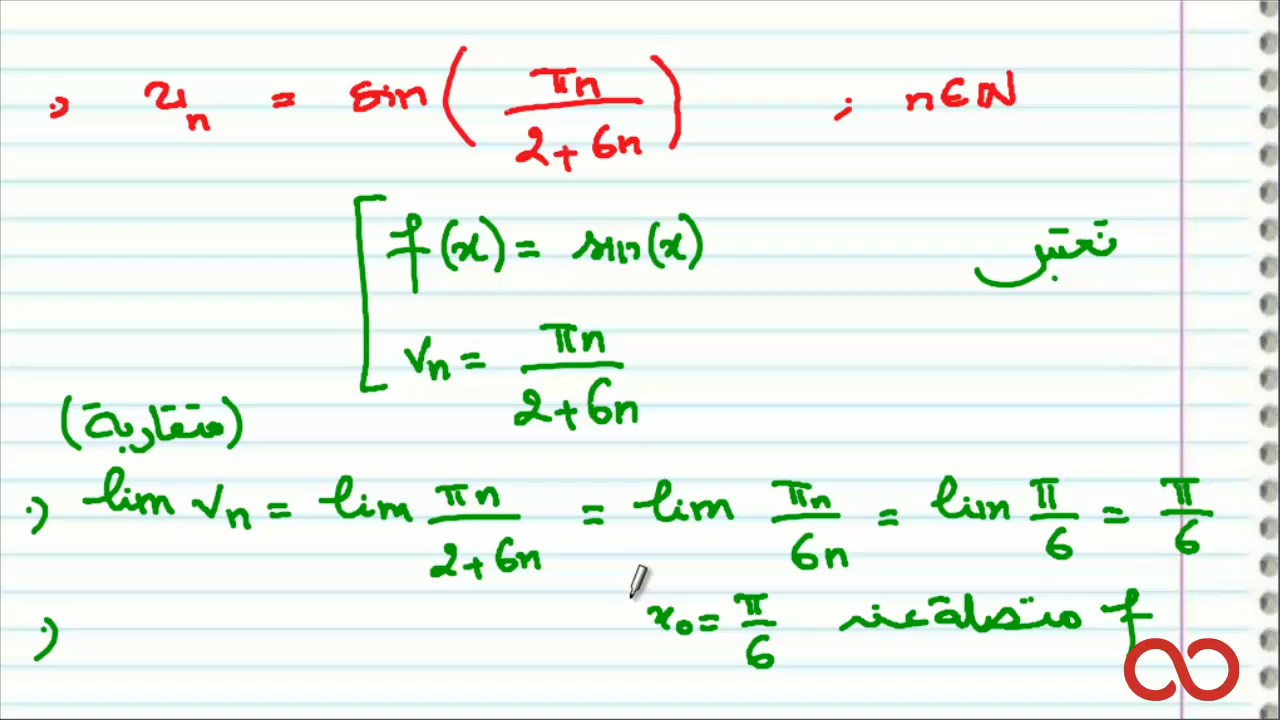 :) u_n = sin(πn / (2 + 6n)) ; n ∈ ℕ
نعتبر f(x) = sin(x)
v_n = πn / (2 + 6n)
(متقاربة)
:) lim v_n = lim πn / (2 + 6n) = lim πn / 6n = lim π/6 = π/6
:) f متصلة عند x₀ = π/6